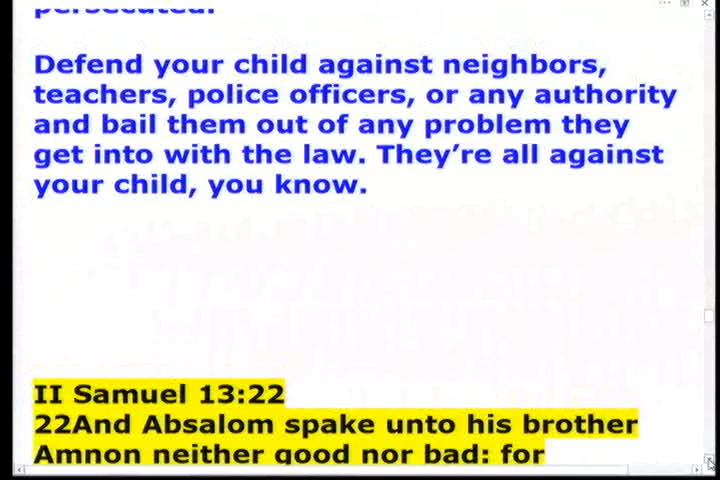 persecuted.
Defend your child against neighbors,
teachers, police officers, or any authority
and bail them out of any problem they
get into with the law. They’re all against
your child, you know.
II Samuel 13:22
22And Absalom spake unto his brother
Amnon neither good nor bad: for